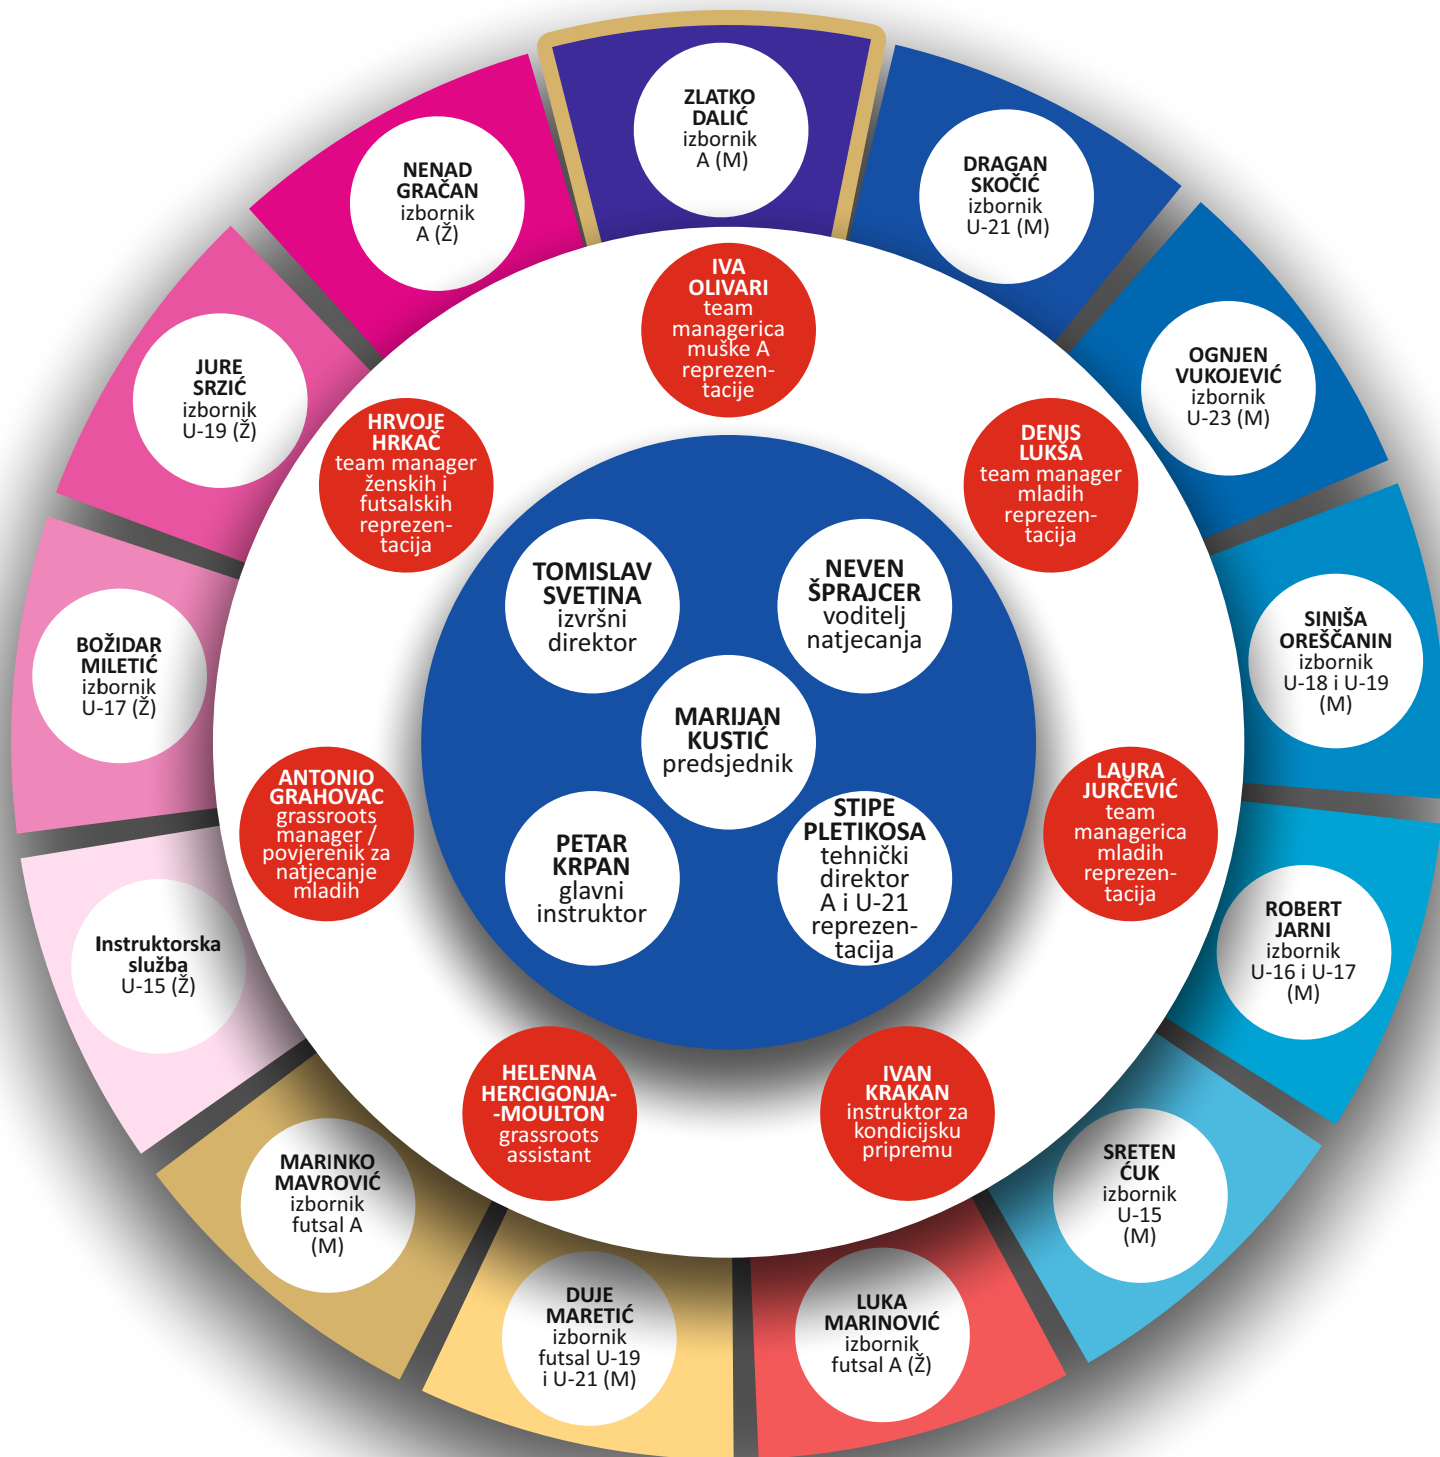 ZLATKO
DALIĆ
izbornik
A (M)
DRAGAN
SKOČIĆ
izbornik
U-21 (M)
OGNJEN
VUKOJEVIĆ
izbornik
U-23 (M)
SINIŠA
OREŠČANIN
izbornik
U-18 i U-19
(M)
ROBERT
JARNI
izbornik
U-16 i U-17
(M)
SRETEN
ĆUK
izbornik
U-15
(M)
LUKA
MARINOVIĆ
izbornik
futsal A (Ž)
DUJE
MARETIĆ
izbornik
futsal U-19
i U-21 (M)
MARINKO
MAVROVIĆ
izbornik
futsal A
(M)
Instruktorska
služba
U-15 (Ž)
BOŽIDAR
MILETIĆ
izbornik
U-17 (Ž)
JURE
SRZIĆ
izbornik
U-19 (Ž)
NENAD
GRAČAN
izbornik
A (Ž)
IVA
OLIVARI
team
managerica
muške A
reprezen-
tacije
DENIS
LUKŠA
team manager
mladih
reprezen-
tacija
LAURA
JURČEVIĆ
team
managerica
mladih
reprezen-
tacija
IVAN
KRAKAN
instruktor za
kondicijsku
pripremu
HELENNA
HERCIGONJA-
-MOULTON
grassroots
assistant
ANTONIO
GRAHOVAC
grassroots
manager /
povjerenik za
natjecanje
mladih
HRVOJE
HRKAČ
team manager
ženskih i
futsalskih
reprezen-
tacija
TOMISLAV
SVETINA
izvršni
direktor
NEVEN
ŠPRAJCER
voditelj
natjecanja
MARIJAN
KUSTIĆ
predsjednik
PETAR
KRPAN
glavni
instruktor
STIPE
PLETIKOSA
tehnički
direktor
A i U-21
reprezen-
tacija